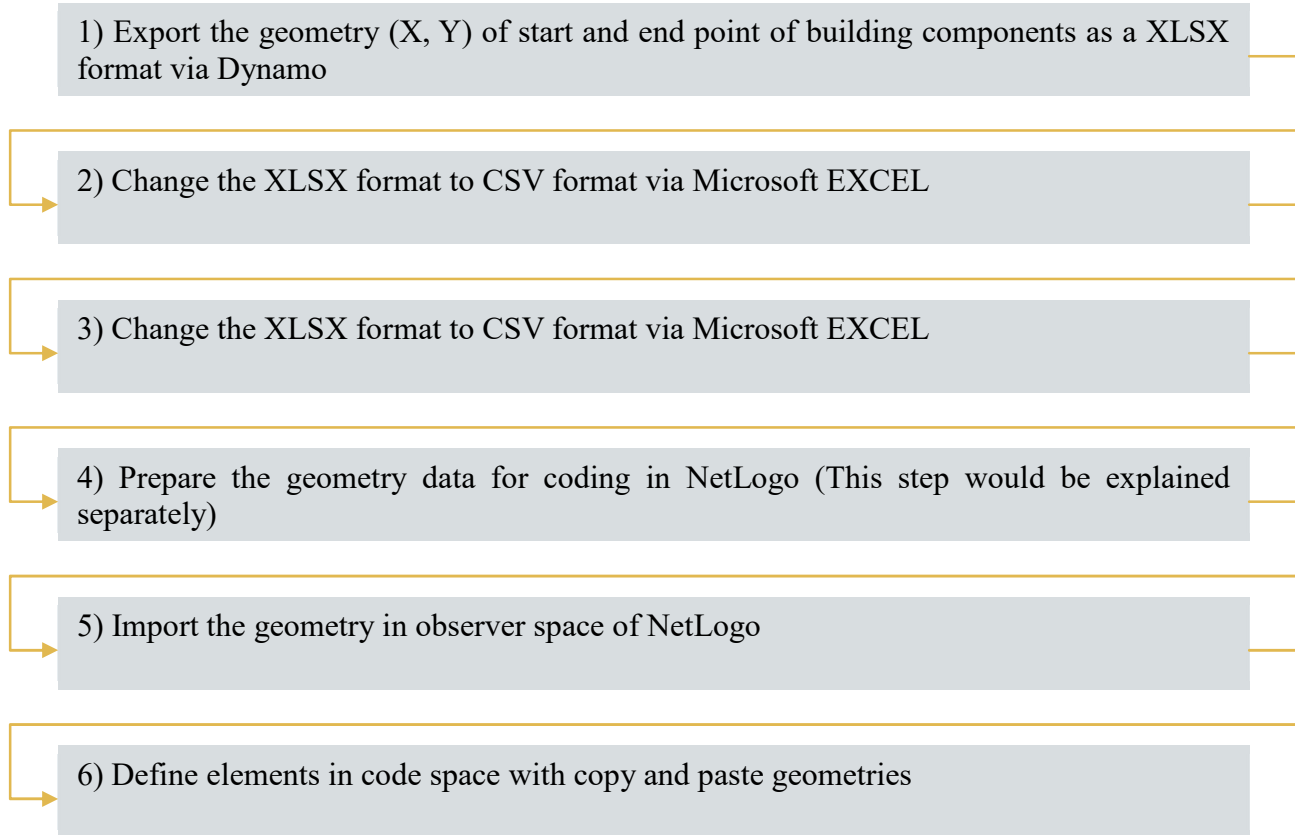 1) Export the geometry (X, Y) of start and end point of building components as a XLSX
format via Dynamo
2) Change the XLSX format to CSV format via Microsoft EXCEL
3) Change the XLSX format to CSV format via Microsoft EXCEL
4) Prepare the geometry data for coding in NetLogo (This step would be explained
separately)
5) Import the geometry in observer space of NetLogo
6) Define elements in code space with copy and paste geometries